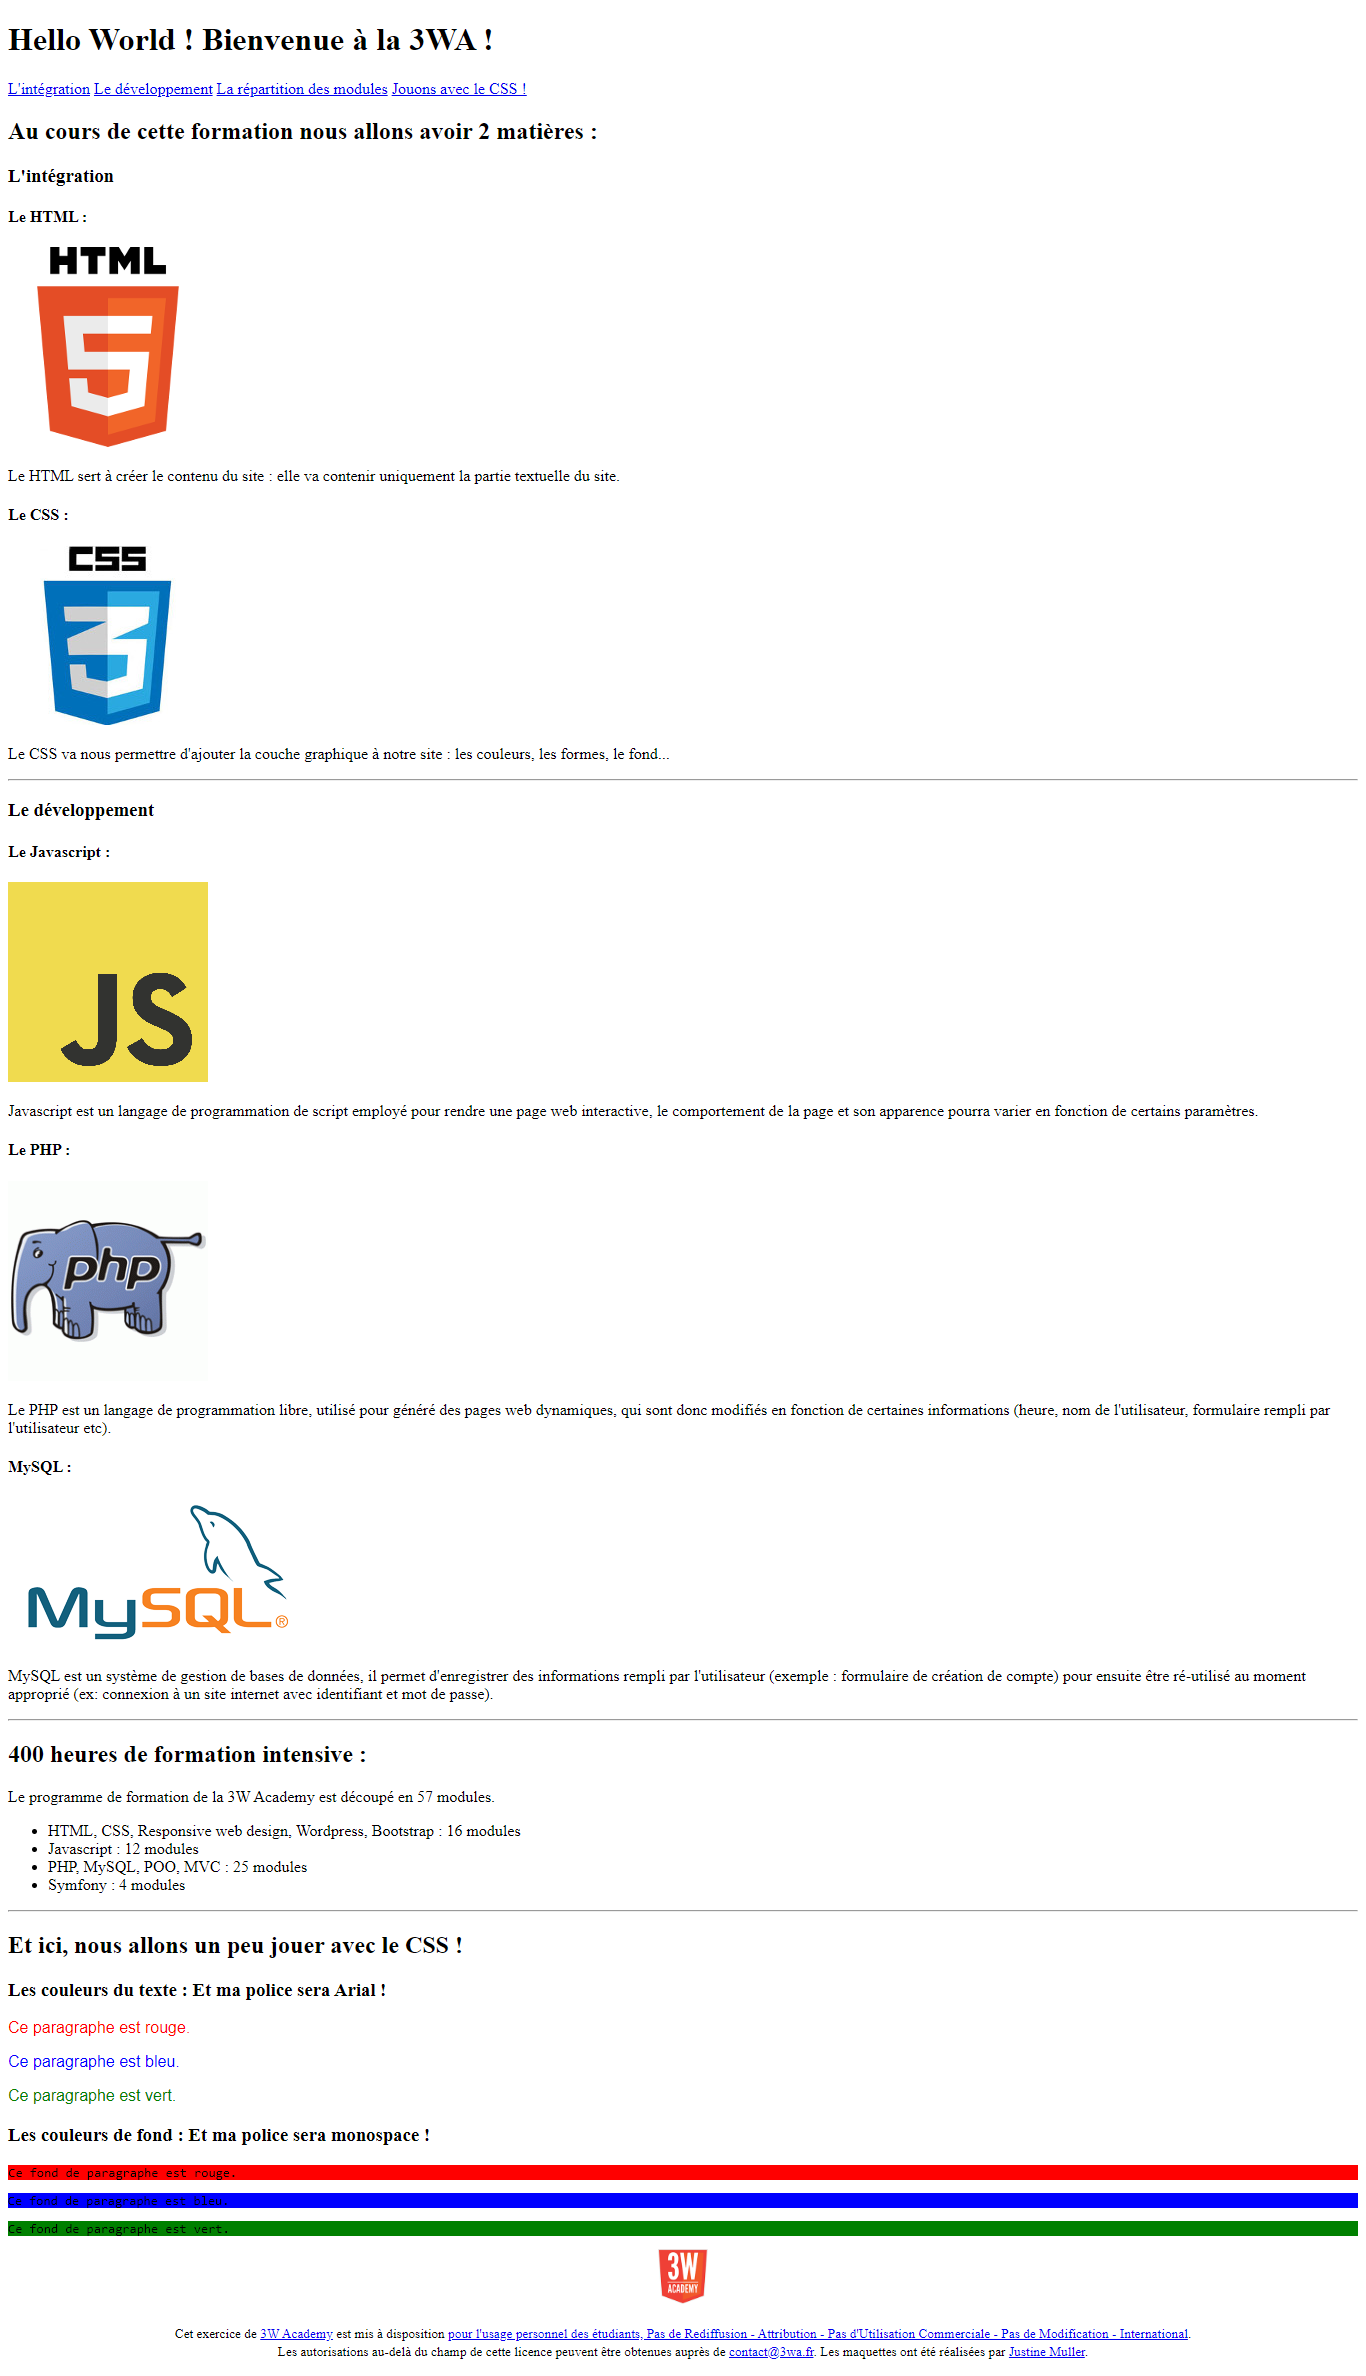 Hello World ! Bienvenue à la 3WA !
L'intégration Le développement La répartition des modules Jouons avec le CSS !
Au cours de cette formation nous allons avoir 2 matières :
L'intégration
Le HTML :
HTML
5
Le HTML sert à créer le contenu du site : elle va contenir uniquement la partie textuelle du site.
Le CSS :
CSS
3
Le CSS va nous permettre d'ajouter la couche graphique à notre site : les couleurs, les formes, le fond...
Le développement
Le Javascript :
JS
Javascript est un langage de programmation de script employé pour rendre une page web interactive, le comportement de la page et son apparence pourra varier en fonction de certains paramètres.
Le PHP :
php
Le PHP est un langage de programmation libre, utilisé pour généré des pages web dynamiques, qui sont donc modifiés en fonction de certaines informations (heure, nom de l'utilisateur, formulaire rempli par
l'utilisateur etc).
MySQL :
MySQL®
MySQL est un système de gestion de bases de données, il permet d'enregistrer des informations rempli par l'utilisateur (exemple : formulaire de création de compte) pour ensuite être ré-utilisé au moment
approprié (ex: connexion à un site internet avec identifiant et mot de passe).
400 heures de formation intensive :
Le programme de formation de la 3W Academy est découpé en 57 modules.
• HTML, CSS, Responsive web design, Wordpress, Bootstrap : 16 modules
• Javascript : 12 modules
• PHP, MySQL, POO, MVC : 25 modules
• Symfony : 4 modules
Et ici, nous allons un peu jouer avec le CSS !
Les couleurs du texte : Et ma police sera Arial !
Ce paragraphe est rouge.
Ce paragraphe est bleu.
Ce paragraphe est vert.
Les couleurs de fond : Et ma police sera monospace !
Ce fond de paragraphe est rouge.
Ce fond de paragraphe est bleu.
Ce fond de paragraphe est vert.
3W
ACADEMY
Cet exercice de 3W Academy est mis à disposition pour l'usage personnel des étudiants, Pas de Rediffusion - Attribution - Pas d'Utilisation Commerciale - Pas de Modification - International.
Les autorisations au-delà du champ de cette licence peuvent être obtenues auprès de contact@3wa.fr. Les maquettes ont été réalisées par Justine Muller.